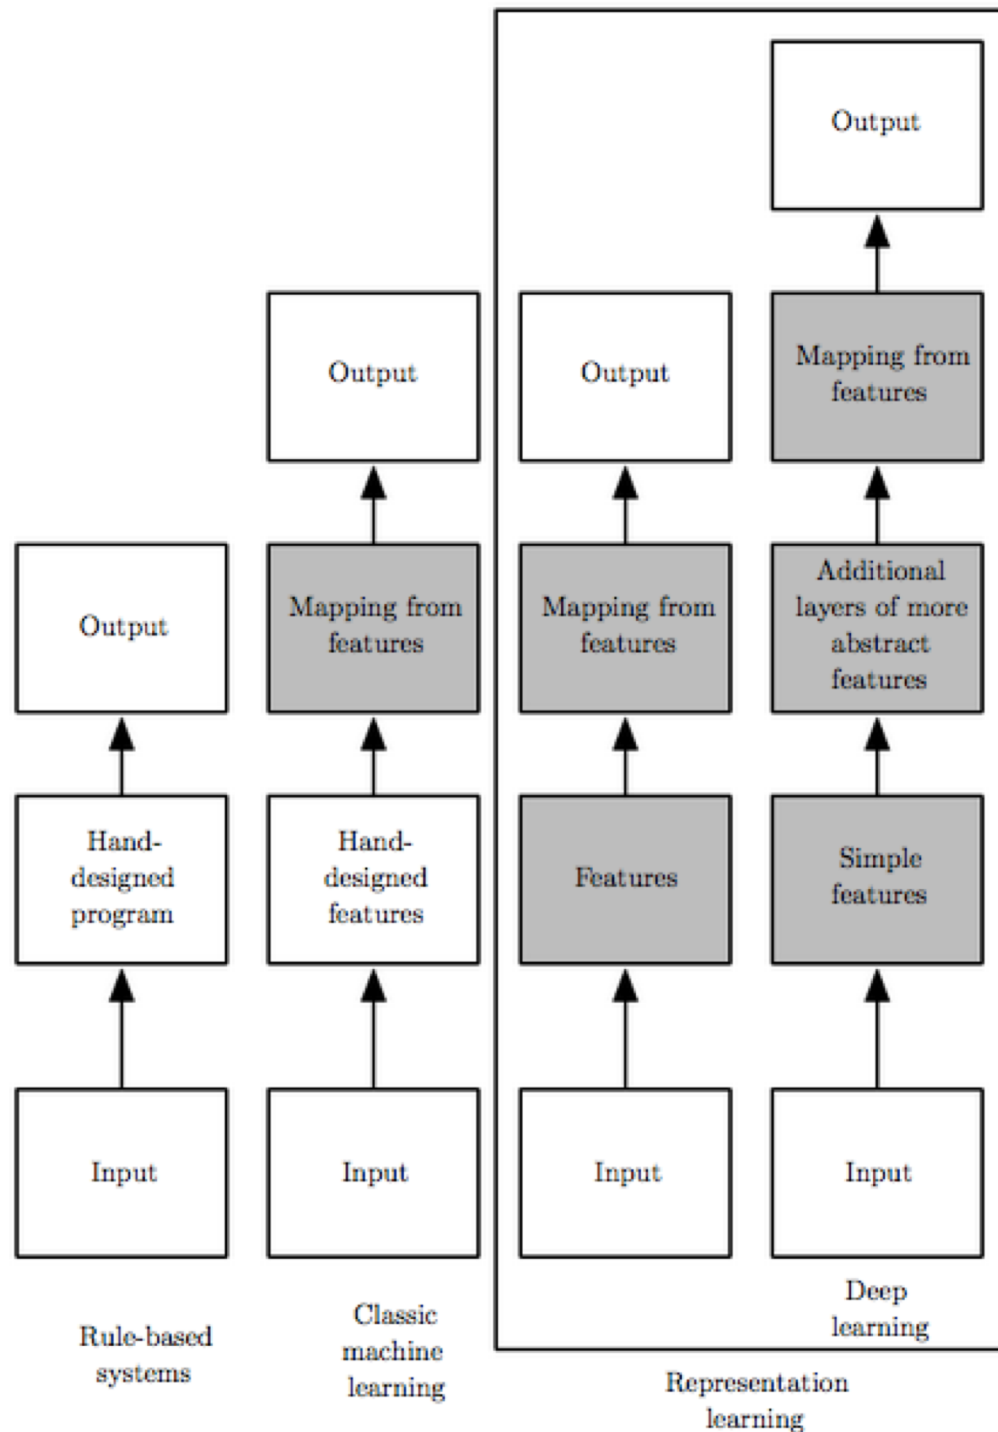 Output
Output
Output
Mapping from
features
Output
Mapping from
features
Mapping from
features
Additional
layers of more
abstract
features
Hand-
designed
program
Hand-
designed
features
Features
Simple
features
Input
Input
Input
Input
Rule-based
systems
Classic
machine
learning
Deep
learning
Representation
learning